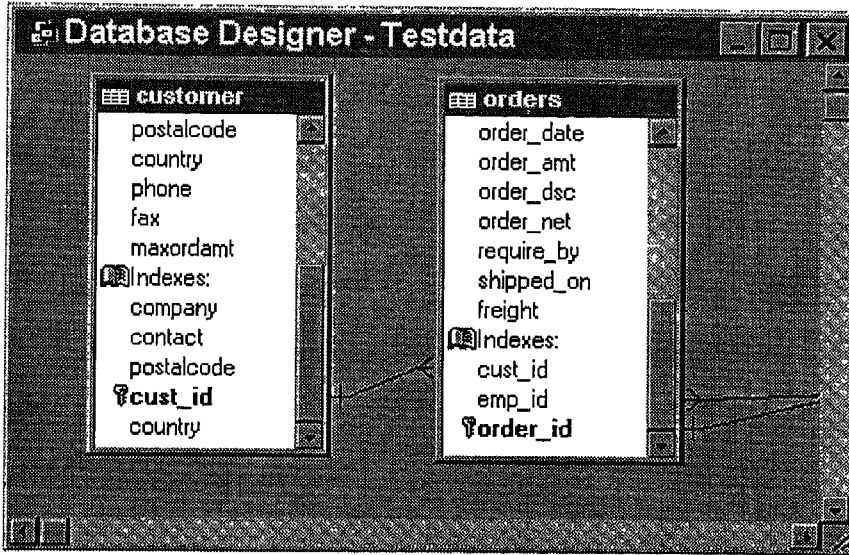 Database Designer - Testdata
customer
postalcode
country
phone
fax
maxordamt
Indexes:
company
contact
postalcode
cust_id
country
orders
order_date
order_amt
order_dsc
order_net
require_by
shipped_on
freight
Indexes:
cust_id
emp_id
order_id